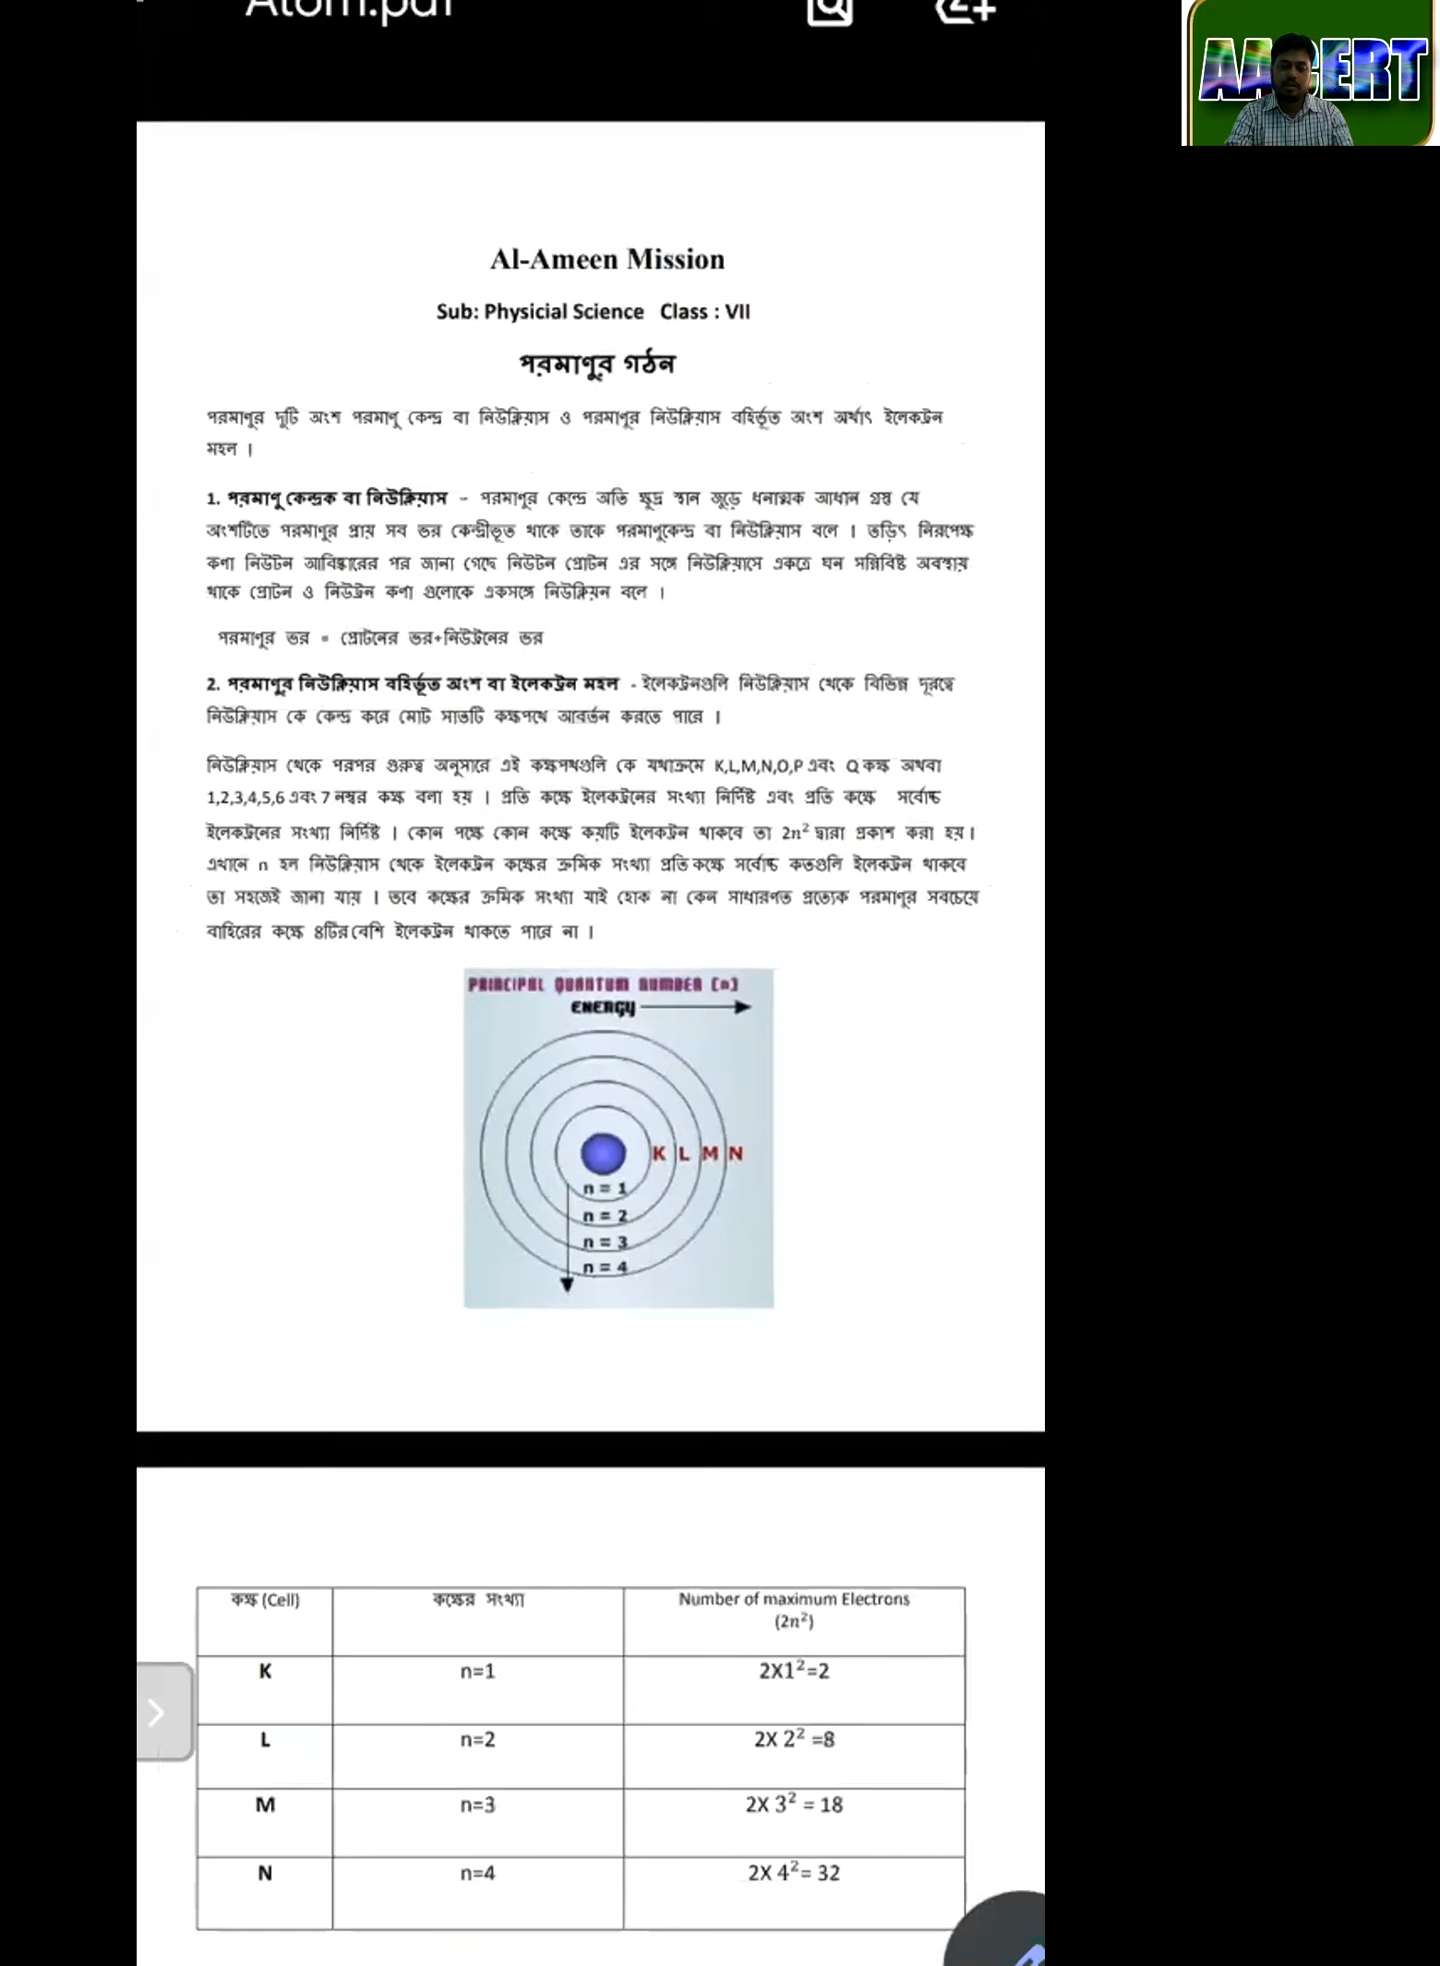 Atom.pdf
Al-Ameen Mission
Sub: Physicial Science Class : VII
পরমাণুর গঠন
পরমাণুর দুটি অংশ পরমাণু কেন্দ্র বা নিউক্লিয়াস ও পরমাণুর নিউক্লিয়াস বহির্ভূত অংশ অর্থাৎ ইলেকট্রন
মহল ।
1. পরমাণু কেন্দ্রক বা নিউক্লিয়াস - পরমাণুর কেন্দ্রে অতি ক্ষুদ্র স্থান জুড়ে ধনাত্মক আধান গ্রস্থ যে
অংশটিতে পরমাণুর প্রায় সব ভর কেন্দ্রীভূত থাকে তাকে পরমাণুকেন্দ্র বা নিউক্লিয়াস বলে । তড়িৎ নিরপেক্ষ
কণা নিউটন আবিষ্কারের পর জানা গেছে নিউটন প্রোটন এর সঙ্গে নিউক্লিয়াসে একত্রে ঘন সন্নিবিষ্ট অবস্থায়
থাকে প্রোটন ও নিউট্রন কণা গুলোকে একসঙ্গে নিউক্লিয়ন বলে ।
পরমাণুর ভর = প্রোটনের ভর+নিউট্রনের ভর
2. পরমাণুর নিউক্লিয়াস বহির্ভূত অংশ বা ইলেকট্রন মহল - ইলেকট্রনগুলি নিউক্লিয়াস থেকে বিভিন্ন দূরত্বে
নিউক্লিয়াস কে কেন্দ্র করে মোট সাতটি কক্ষপথে আবর্তন করতে পারে ।
নিউক্লিয়াস থেকে পরপর গুরুত্ব অনুসারে এই কক্ষপথগুলি কে যথাক্রমে K,L,M,N,O,P এবং Q কক্ষ অথবা
1,2,3,4,5,6 এবং 7 নম্বর কক্ষ বলা হয় । প্রতি কক্ষে ইলেকট্রনের সংখ্যা নির্দিষ্ট এবং প্রতি কক্ষে সর্বোচ্চ
ইলেকট্রনের সংখ্যা নির্দিষ্ট । কোন পক্ষে কোন কক্ষে কয়টি ইলেকট্রন থাকবে তা 2n² দ্বারা প্রকাশ করা হয়।
এখানে n হল নিউক্লিয়াস থেকে ইলেকট্রন কক্ষের ক্রমিক সংখ্যা প্রতি কক্ষে সর্বোচ্চ কতগুলি ইলেকট্রন থাকবে
তা সহজেই জানা যায় । তবে কক্ষের ক্রমিক সংখ্যা যাই হোক না কেন সাধারণত প্রত্যেক পরমাণুর সবচেয়ে
বাহিরের কক্ষে ৪টির বেশি ইলেকট্রন থাকতে পারে না ।
PRINCIPAL QUANTUM NUMBER (n)
ENERGY
K L M N
n = 1
n = 2
n = 3
n = 4
কক্ষ (Cell) কক্ষের সংখ্যা Number of maximum Electrons
(2n²)
K n=1 2X1²=2
L n=2 2X 2² =8
M n=3 2X 3² = 18
N n=4 2X 4²= 32